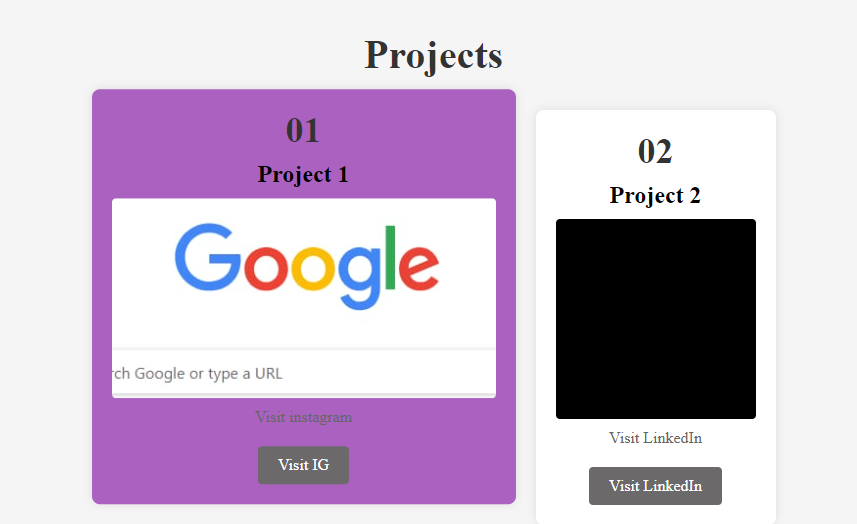 Projects
01
Project 1
Google
rch Google or type a URL
Visit instagram
Visit IG
02
Project 2
Visit LinkedIn
Visit LinkedIn